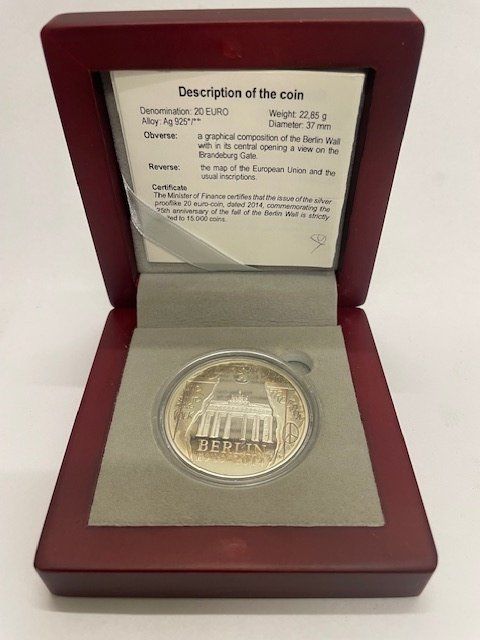 Description of the coin
Denomination: 20 EURO Weight: 22,85 g
Alloy: Ag 925°/°° Diameter: 37 mm
Obverse: a graphical composition of the Berlin Wall
with in its central opening a view on the
Brandeburg Gate.
Reverse: the map of the European Union and the
usual inscriptions.
Certificate
The Minister of Finance certifies that the issue of the silver
prooflike 20 euro-coin, dated 2014, commemorating the
25th anniversary of the fall of the Berlin Wall is strictly
to 15.000 coins.
BERLIN